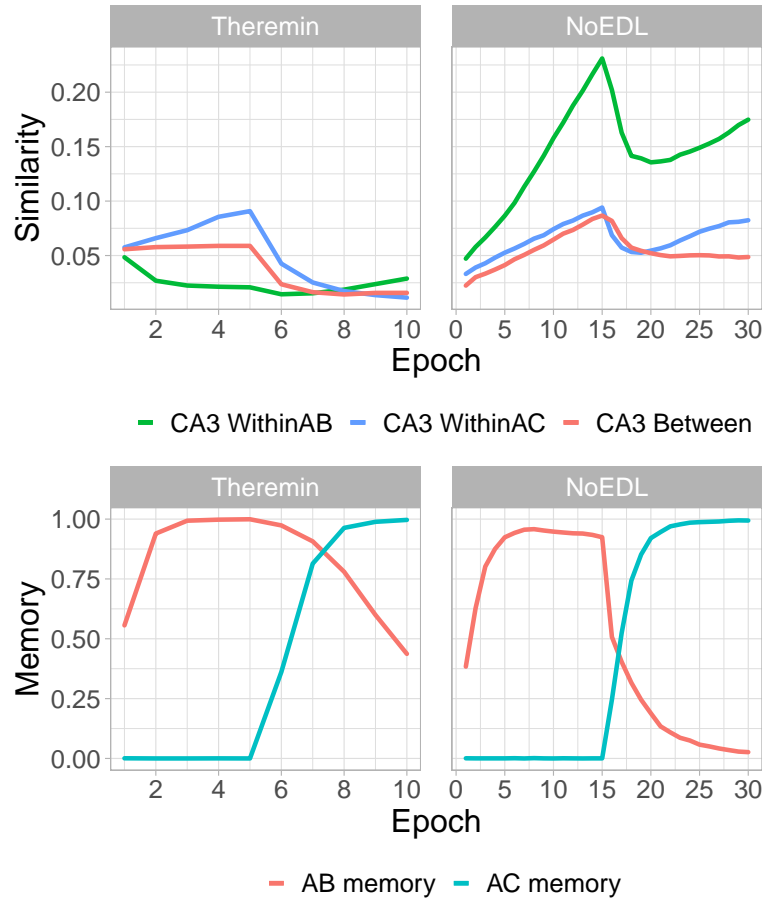 Theremin NoEDL
Similarity
0.20
0.15
0.10
0.05
2 4 6 8 10 0 5 10 15 20 25 30
Epoch
CA3 WithinAB CA3 WithinAC CA3 Between
Theremin NoEDL
Memory
1.00
0.75
0.50
0.25
0.00
2 4 6 8 10 0 5 10 15 20 25 30
Epoch
AB memory AC memory